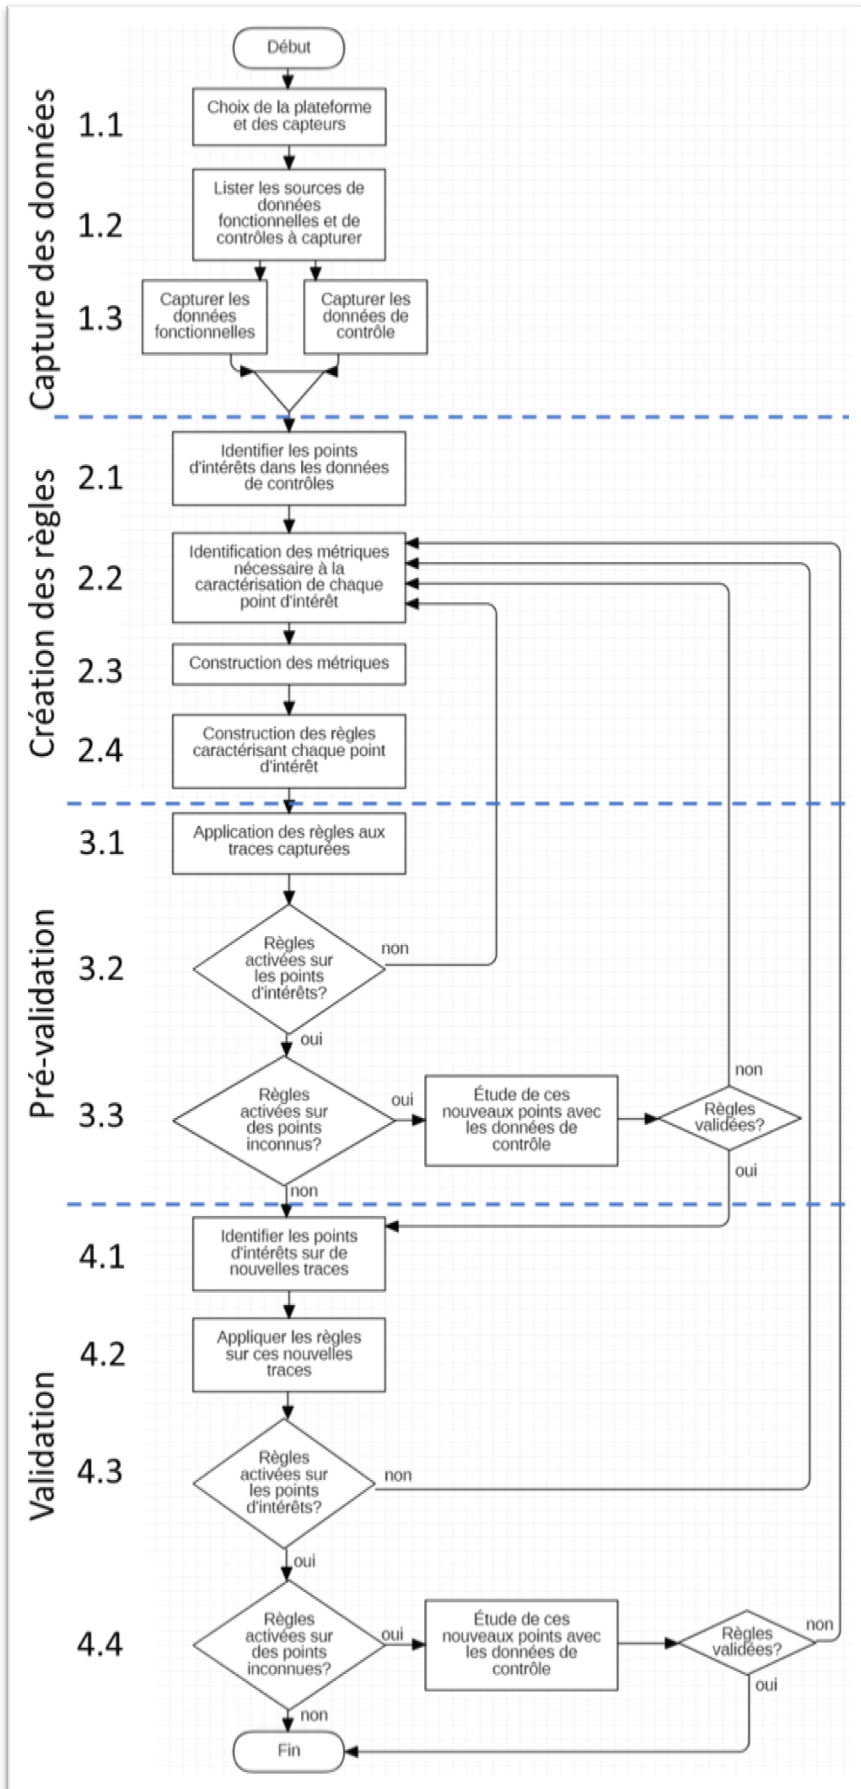 Début
Capture des données
1.1
Choix de la plateforme
et des capteurs
1.2
Lister les sources de
données
fonctionnelles et de
contrôles à capturer
1.3
Capturer les
données
fonctionnelles
Capturer les
données de
contrôle
Création des règles
2.1
Identifier les points
d'intérêts dans les données
de contrôles
2.2
Identification des métriques
nécessaire à la
caractérisation de chaque
point d'intérêt
2.3
Construction des métriques
2.4
Construction des règles
caractérisant chaque point
d'intérêt
Pré-validation
3.1
Application des règles aux
traces capturées
3.2
Règles
activées sur
les points
d'intérêts?
non
oui
3.3
Règles
activées sur
des points
inconnus?
oui
non
Étude de ces
nouveaux points avec
les données de
contrôle
non
Règles
validées?
oui
Validation
4.1
Identifier les points
d'intérêts sur de
nouvelles traces
4.2
Appliquer les règles
sur ces nouvelles
traces
4.3
Règles
activées sur
les points
d'intérêts?
non
oui
4.4
Règles
activées sur
des points
inconnues?
oui
non
Étude de ces
nouveaux points avec
les données de
contrôle
Règles
validées?
non
oui
Fin